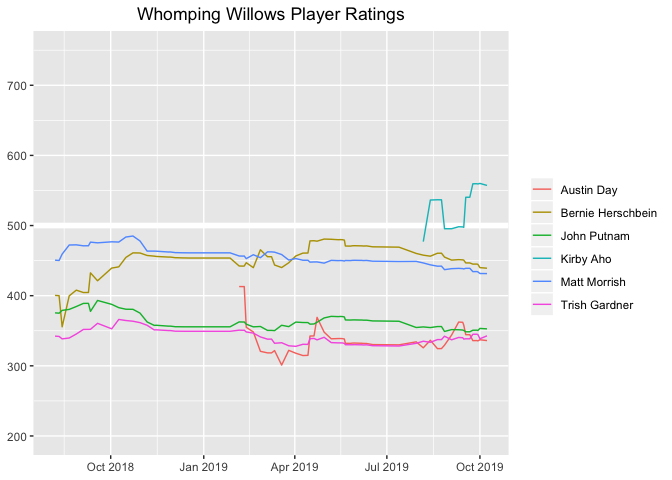 Whomping Willows Player Ratings
700
600
500
400
300
200
Oct 2018
Jan 2019
Apr 2019
Jul 2019
Oct 2019
Austin Day
Bernie Herschbein
John Putnam
Kirby Aho
Matt Morrish
Trish Gardner